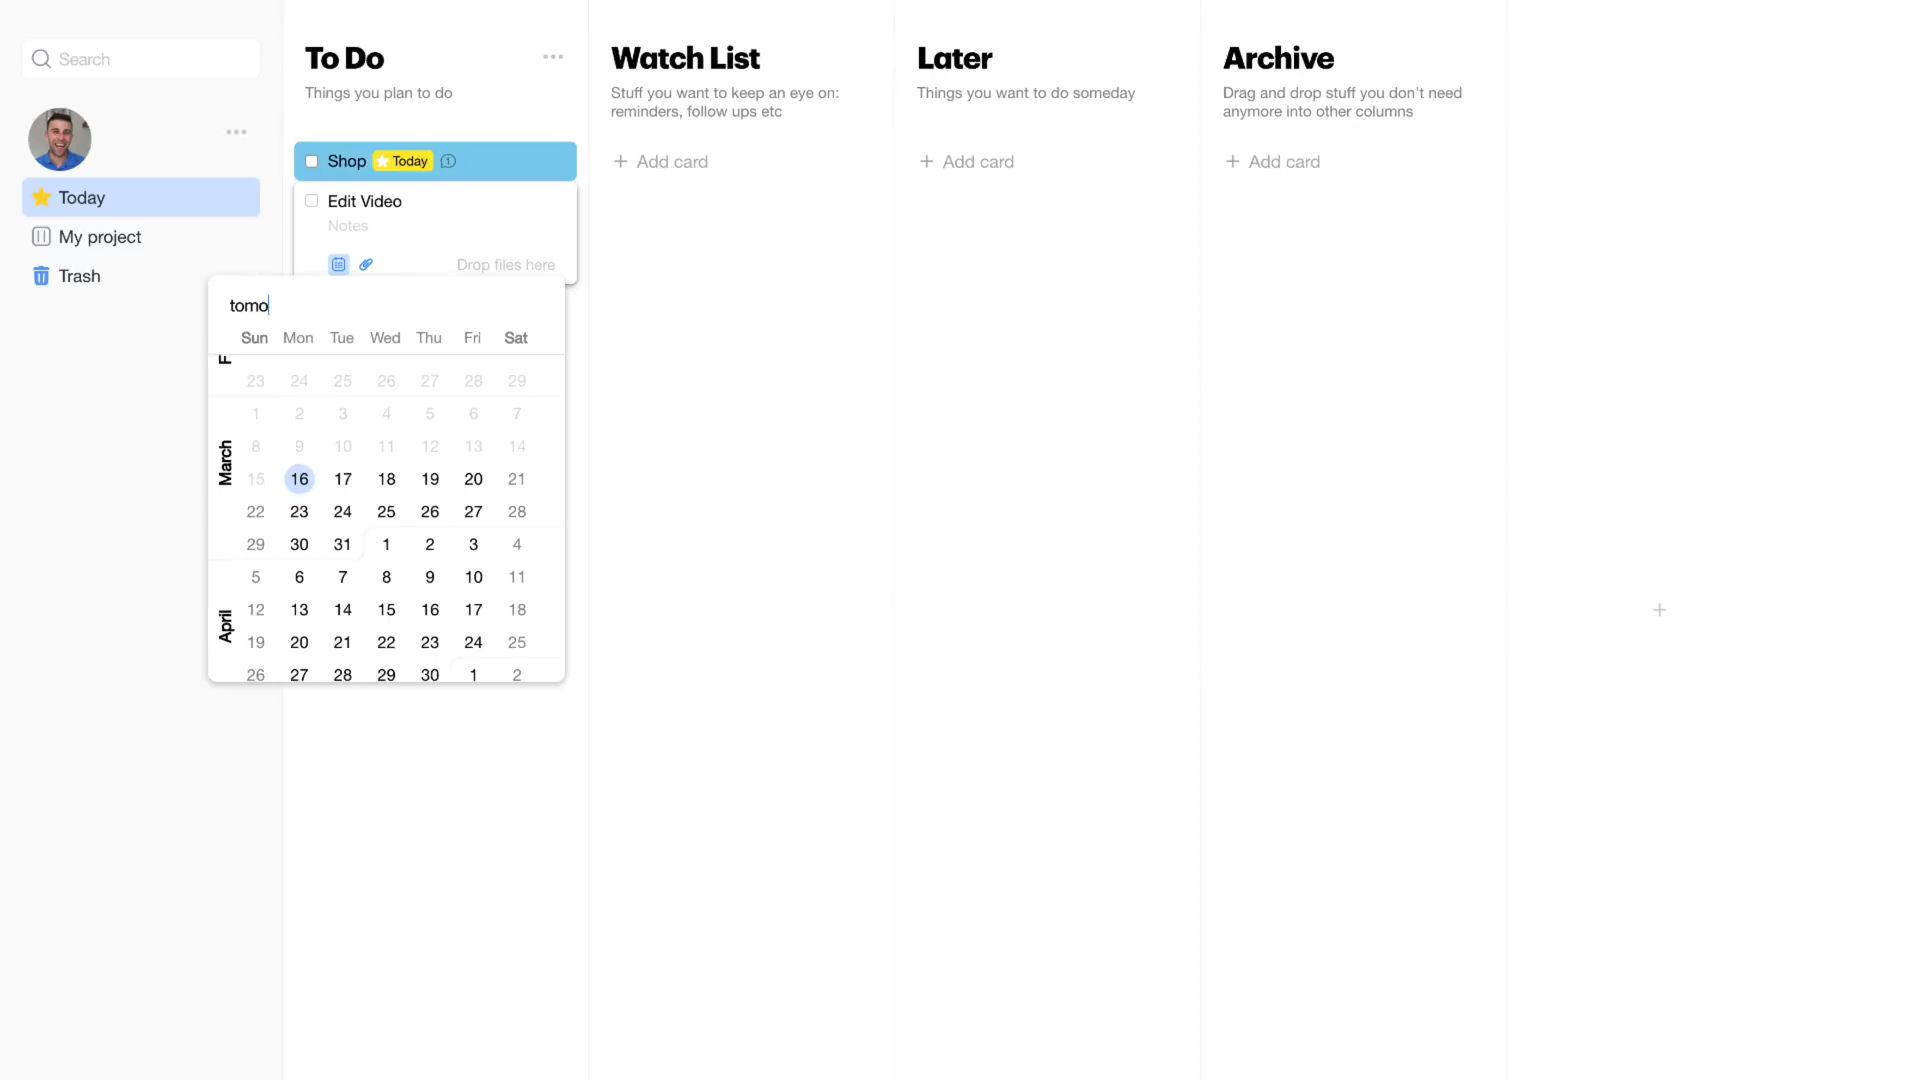 Search
Today
My project
Trash
To Do
Things you plan to do
Shop Today 1
Edit Video
Notes
Drop files here
tomo
Sun Mon Tue Wed Thu Fri Sat
F
23 24 25 26 27 28 29
1 2 3 4 5 6 7
8 9 10 11 12 13 14
March
15 16 17 18 19 20 21
22 23 24 25 26 27 28
29 30 31 1 2 3 4
5 6 7 8 9 10 11
12 13 14 15 16 17 18
April
19 20 21 22 23 24 25
26 27 28 29 30 1 2
Watch List
Stuff you want to keep an eye on:
reminders, follow ups etc
+ Add card
Later
Things you want to do someday
+ Add card
Archive
Drag and drop stuff you don't need
anymore into other columns
+ Add card
+